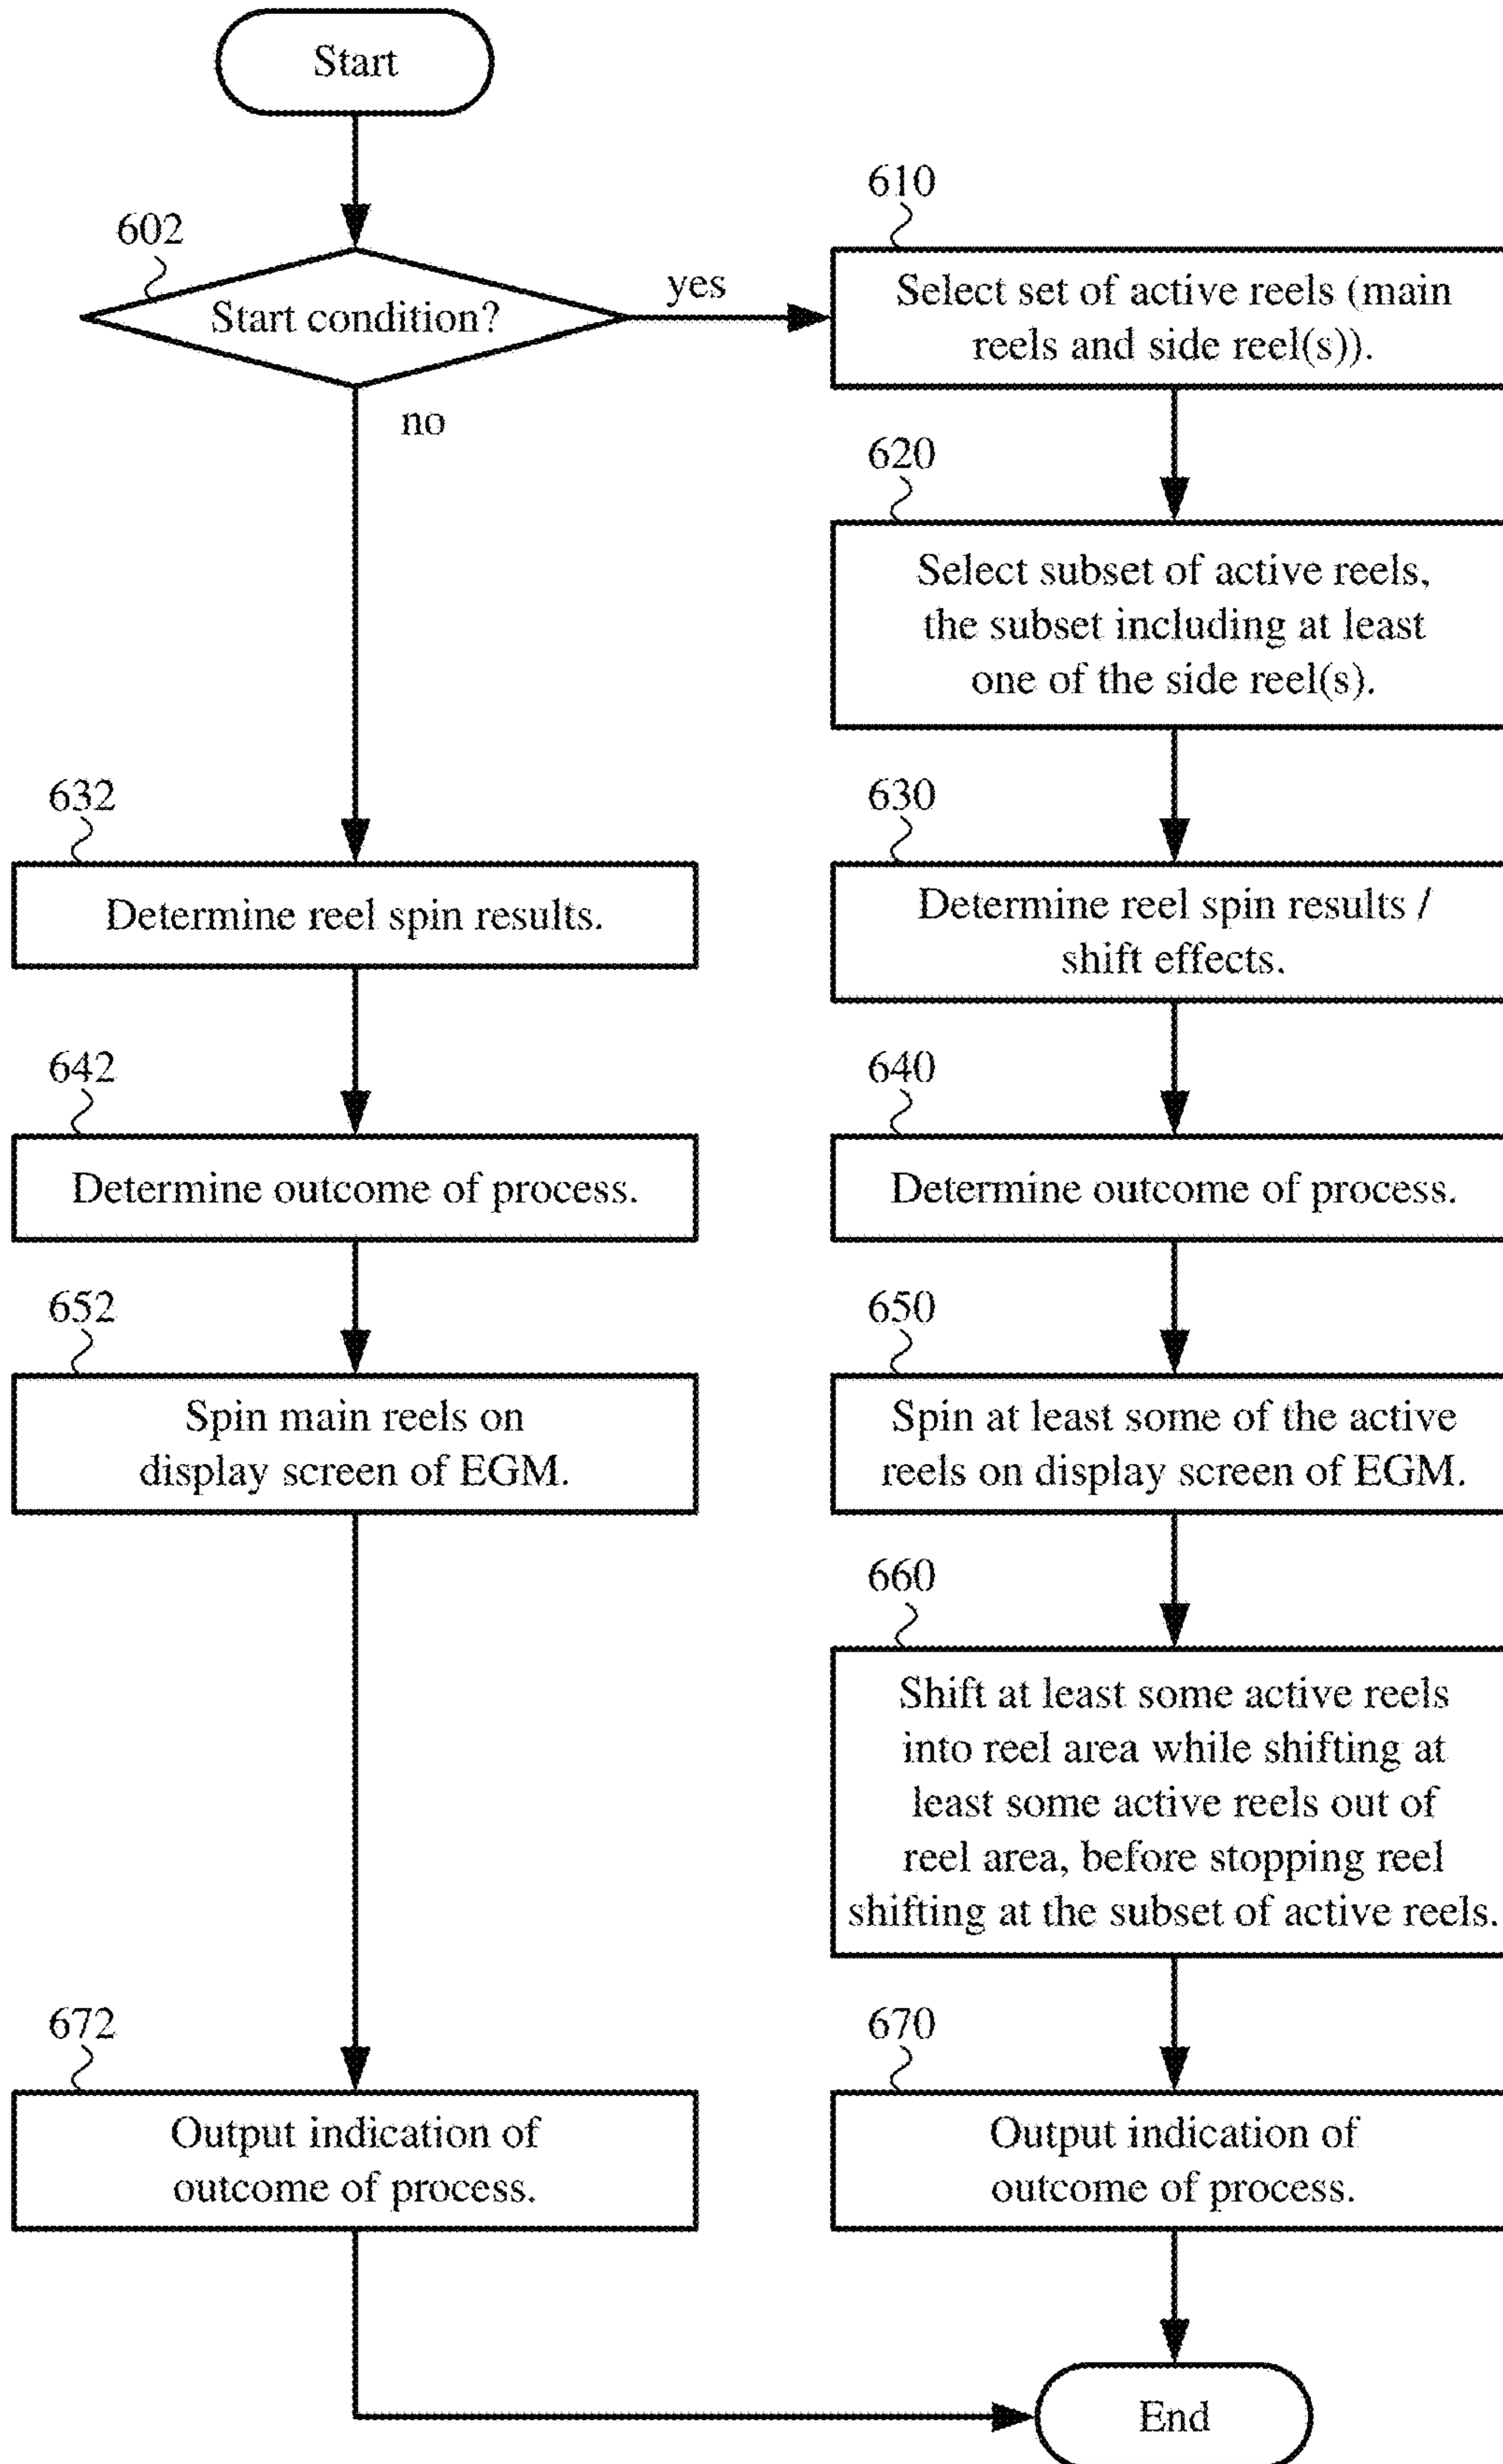 Start
602
Start condition?
yes
no
610
Select set of active reels (main
reels and side reel(s)).
620
Select subset of active reels,
the subset including at least
one of the side reel(s).
632
Determine reel spin results.
630
Determine reel spin results /
shift effects.
642
Determine outcome of process.
640
Determine outcome of process.
652
Spin main reels on
display screen of EGM.
650
Spin at least some of the active
reels on display screen of EGM.
660
Shift at least some active reels
into reel area while shifting at
least some active reels out of
reel area, before stopping reel
shifting at the subset of active reels.
672
Output indication of
outcome of process.
670
Output indication of
outcome of process.
End